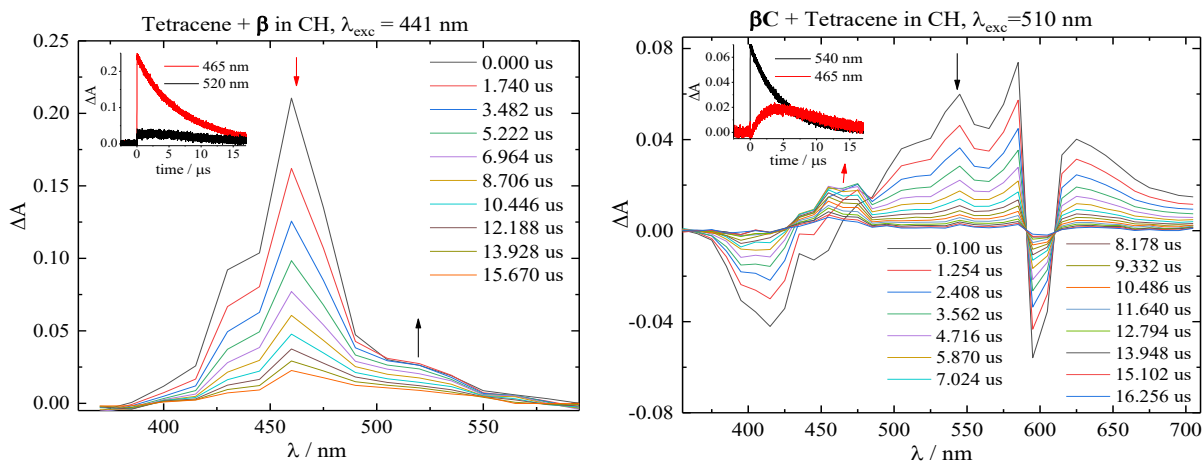 Tetracene + β in CH, λexc = 441 nm
0.25
0.20
0.15
0.10
0.05
0.00
ΔA
400
450
500
550
λ / nm
0.2
0.1
0.0
ΔA
0
5
10
15
time / μs
465 nm
520 nm
0.000 us
1.740 us
3.482 us
5.222 us
6.964 us
8.706 us
10.446 us
12.188 us
13.928 us
15.670 us
βC + Tetracene in CH, λexc=510 nm
0.08
0.04
0.00
-0.04
-0.08
ΔA
350
400
450
500
550
600
650
700
λ / nm
0.06
0.04
0.02
0.00
ΔA
0
5
10
15
time / μs
540 nm
465 nm
0.100 us
1.254 us
2.408 us
3.562 us
4.716 us
5.870 us
7.024 us
8.178 us
9.332 us
10.486 us
11.640 us
12.794 us
13.948 us
15.102 us
16.256 us